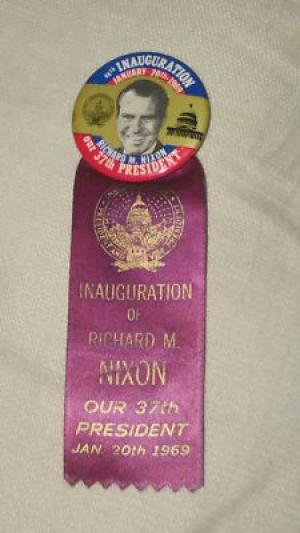 46th INAUGURATION
JANUARY 20th 1969
RICHARD M. NIXON
OUR 37th PRESIDENT
INAUGURATION
OF
RICHARD M.
NIXON
OUR 37th
PRESIDENT
JAN. 20th 1969